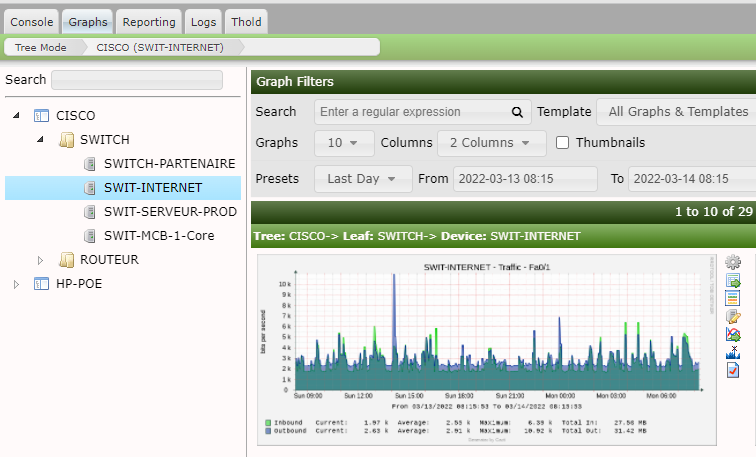 Console Graphs Reporting Logs Thold
Tree Mode CISCO (SWIT-INTERNET)
Search
CISCO
SWITCH
SWITCH-PARTENAIRE
SWIT-INTERNET
SWIT-SERVEUR-PROD
SWIT-MCB-1-Core
ROUTEUR
HP-POE
Graph Filters
Search Enter a regular expression Template All Graphs & Templates
Graphs 10 Columns 2 Columns Thumbnails
Presets Last Day From 2022-03-13 08:15 To 2022-03-14 08:15
1 to 10 of 29
Tree: CISCO-> Leaf: SWITCH-> Device: SWIT-INTERNET
SWIT-INTERNET - Traffic - Fa0/1
bits per second
10 k
9 k
8 k
7 k
6 k
5 k
4 k
3 k
2 k
1 k
0
Sun 09:00 Sun 12:00 Sun 15:00 Sun 18:00 Sun 21:00 Mon 00:00 Mon 03:00 Mon 06:00
From 03/13/2022 08:15:53 To 03/14/2022 08:15:53
Inbound Current: 1.97 k Average: 2.53 k Maximum: 6.39 k Total In: 27.56 MB
Outbound Current: 2.63 k Average: 2.91 k Maximum: 10.92 k Total Out: 31.42 MB